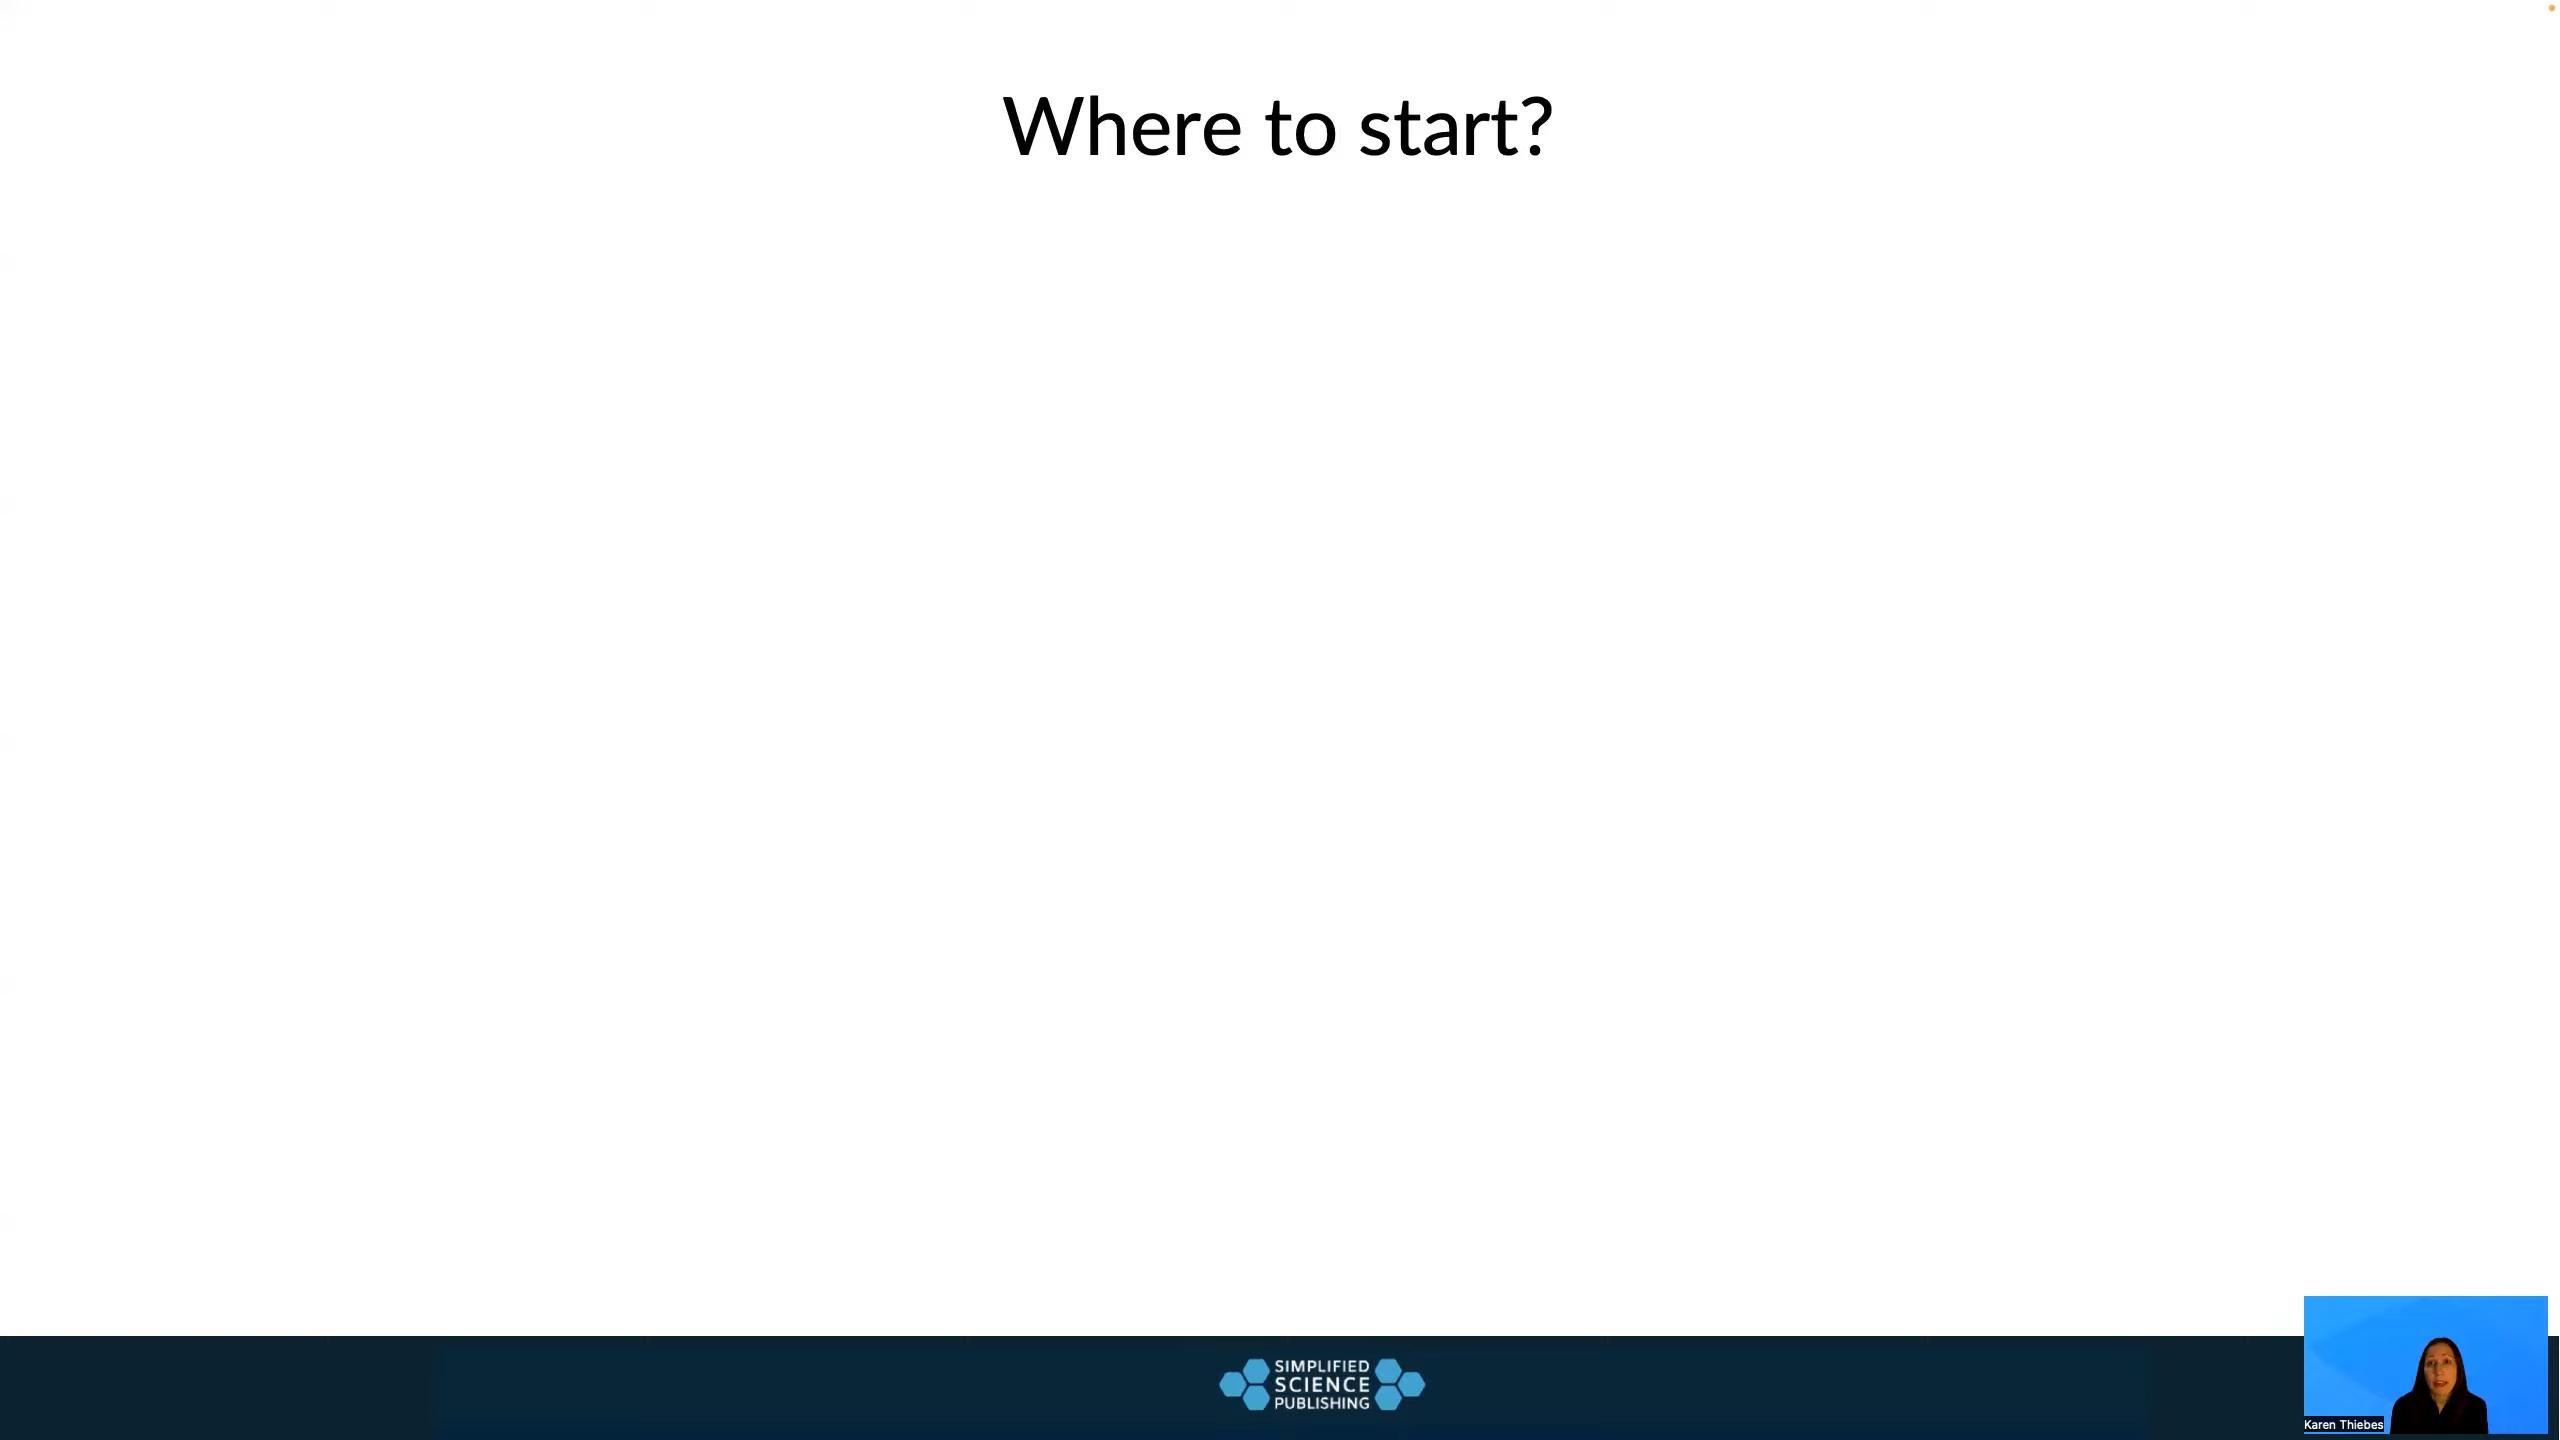 Where to start?
SIMPLIFIED
SCIENCE
PUBLISHING
Karen Thiebes